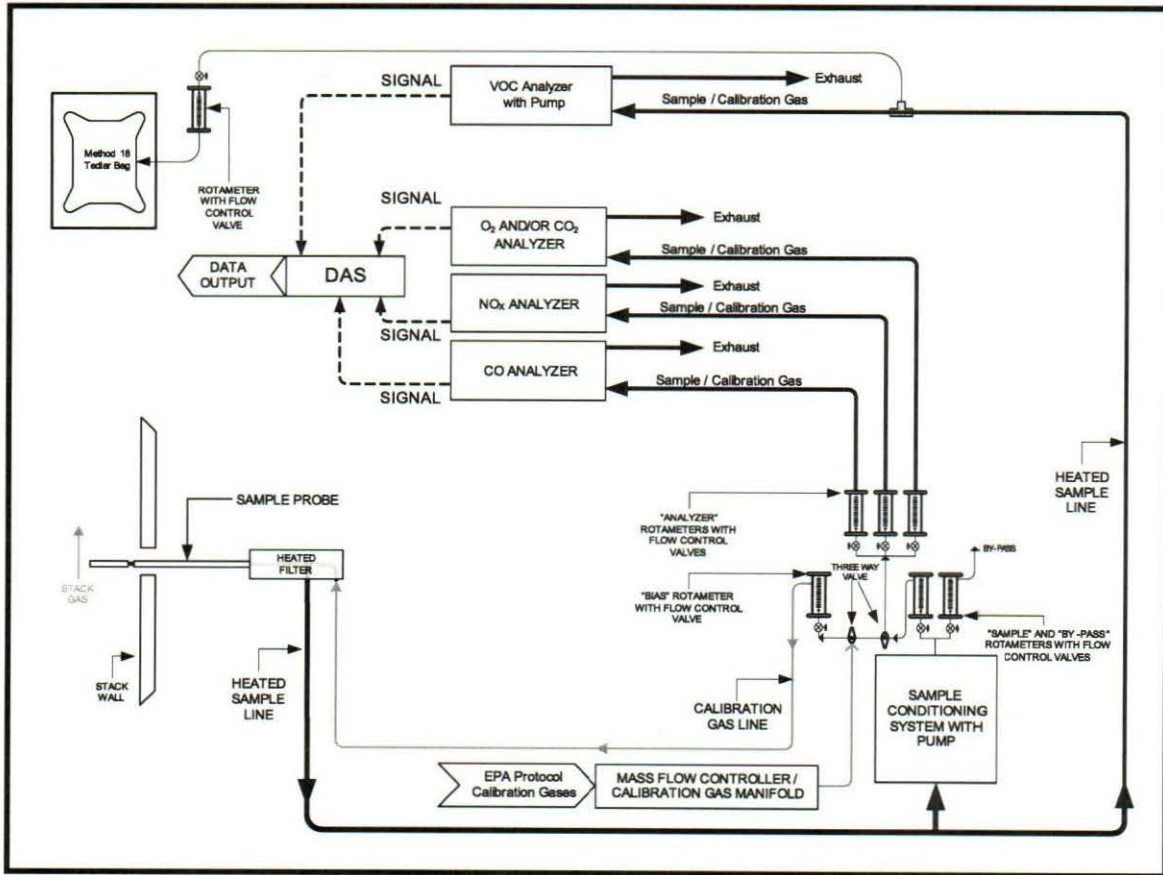 SIGNAL
VOC Analyzer
with Pump
Exhaust
Sample / Calibration Gas
Method 18
Tedlar Bag
ROTAMETER
WITH FLOW
CONTROL
VALVE
SIGNAL
O₂ AND/OR CO₂
ANALYZER
Exhaust
Sample / Calibration Gas
DATA
OUTPUT
DAS
NOx ANALYZER
Exhaust
Sample / Calibration Gas
SIGNAL
CO ANALYZER
Exhaust
Sample / Calibration Gas
SIGNAL
HEATED
SAMPLE
LINE
SAMPLE PROBE
"ANALYZER"
ROTAMETERS WITH
FLOW CONTROL
VALVES
HEATED
FILTER
STACK
GAS
THREE WAY
VALVE
BY-PASS
"BIAS" ROTAMETER
WITH FLOW CONTROL
VALVE
"SAMPLE" AND "BY-PASS"
ROTAMETERS WITH FLOW
CONTROL VALVES
STACK
WALL
HEATED
SAMPLE
LINE
CALIBRATION
GAS LINE
SAMPLE
CONDITIONING
SYSTEM WITH
PUMP
EPA Protocol
Calibration Gases
MASS FLOW CONTROLLER /
CALIBRATION GAS MANIFOLD